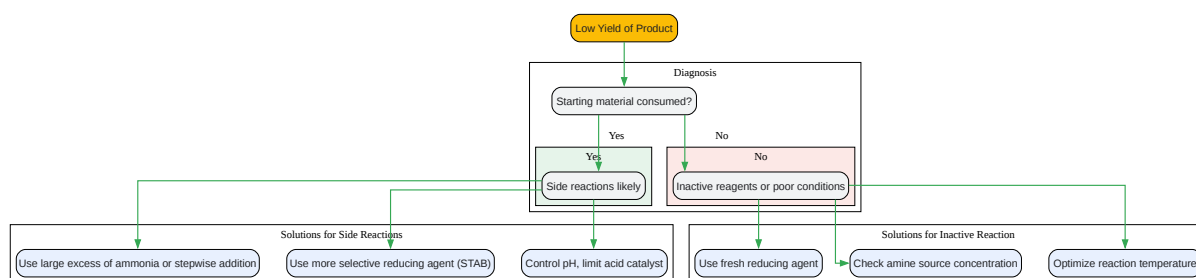 Low Yield of Product
Diagnosis
Starting material consumed?
Yes
No
Yes
No
Side reactions likely
Inactive reagents or poor conditions
Solutions for Side Reactions
Solutions for Inactive Reaction
Use large excess of ammonia or stepwise addition
Use more selective reducing agent (STAB)
Control pH, limit acid catalyst
Use fresh reducing agent
Check amine source concentration
Optimize reaction temperature